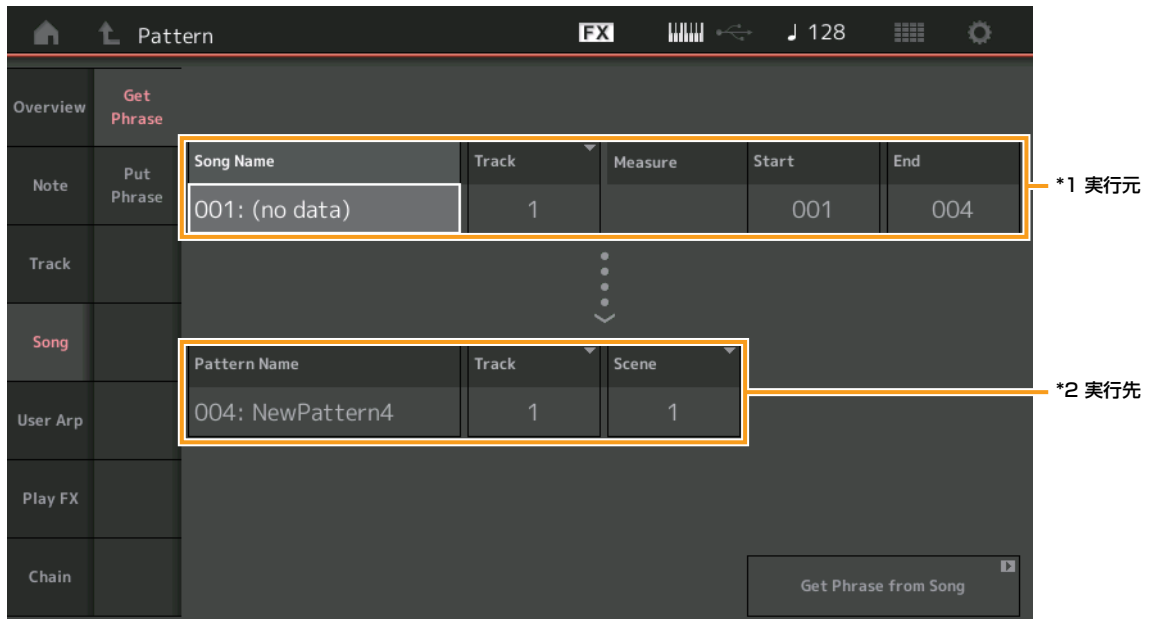 Pattern
FX
♩ 128
Overview
Get
Phrase
Song Name
Track
Measure
Start
End
*1 実行元
Note
Put
Phrase
001: (no data)
1
001
004
Track
Song
Pattern Name
Track
Scene
*2 実行先
User Arp
004: NewPattern4
1
1
Play FX
Chain
Get Phrase from Song